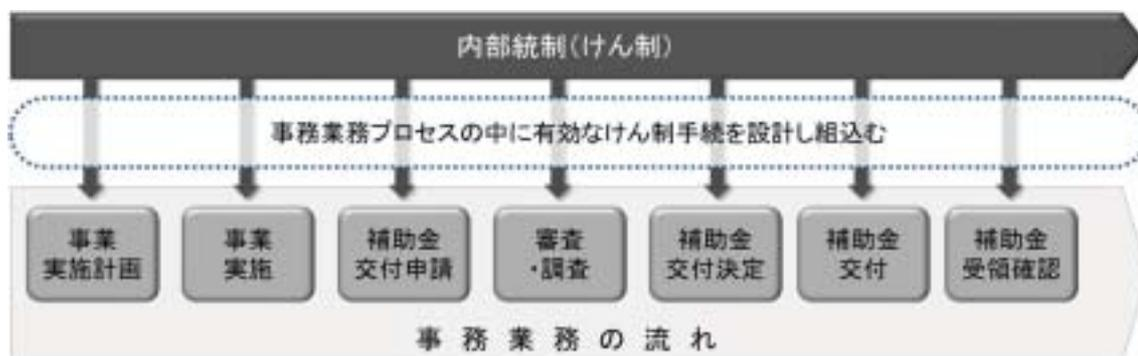 内部統制(けん制)
事務業務プロセスの中に有効なけん制手続を設計し組込む
事業
実施計画
事業
実施
補助金
交付申請
審査
・調査
補助金
交付決定
補助金
交付
補助金
受領確認
事務業務の流れ